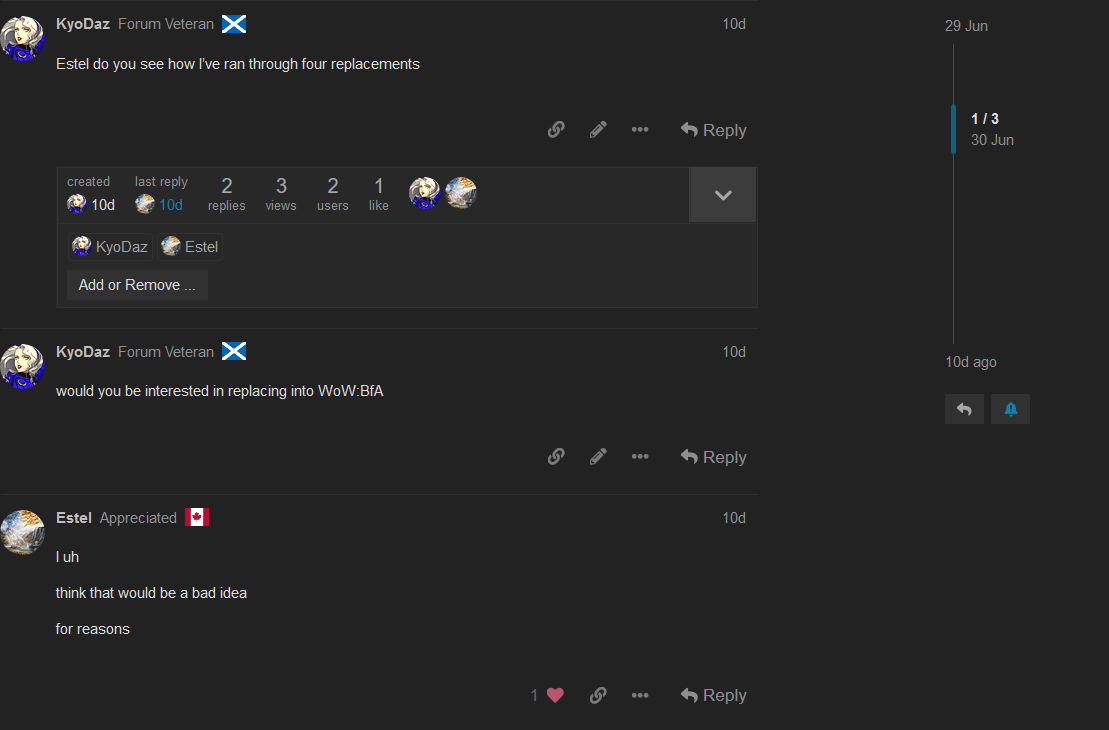 KyoDaz Forum Veteran 10d
Estel do you see how I've ran through four replacements
Reply
created last reply 2 3 2 1
10d 10d replies views users like
KyoDaz Estel
Add or Remove ...
KyoDaz Forum Veteran 10d
would you be interested in replacing into WoW:BfA
Reply
Estel Appreciated 10d
I uh
think that would be a bad idea
for reasons
1 Reply
29 Jun
1 / 3
30 Jun
10d ago